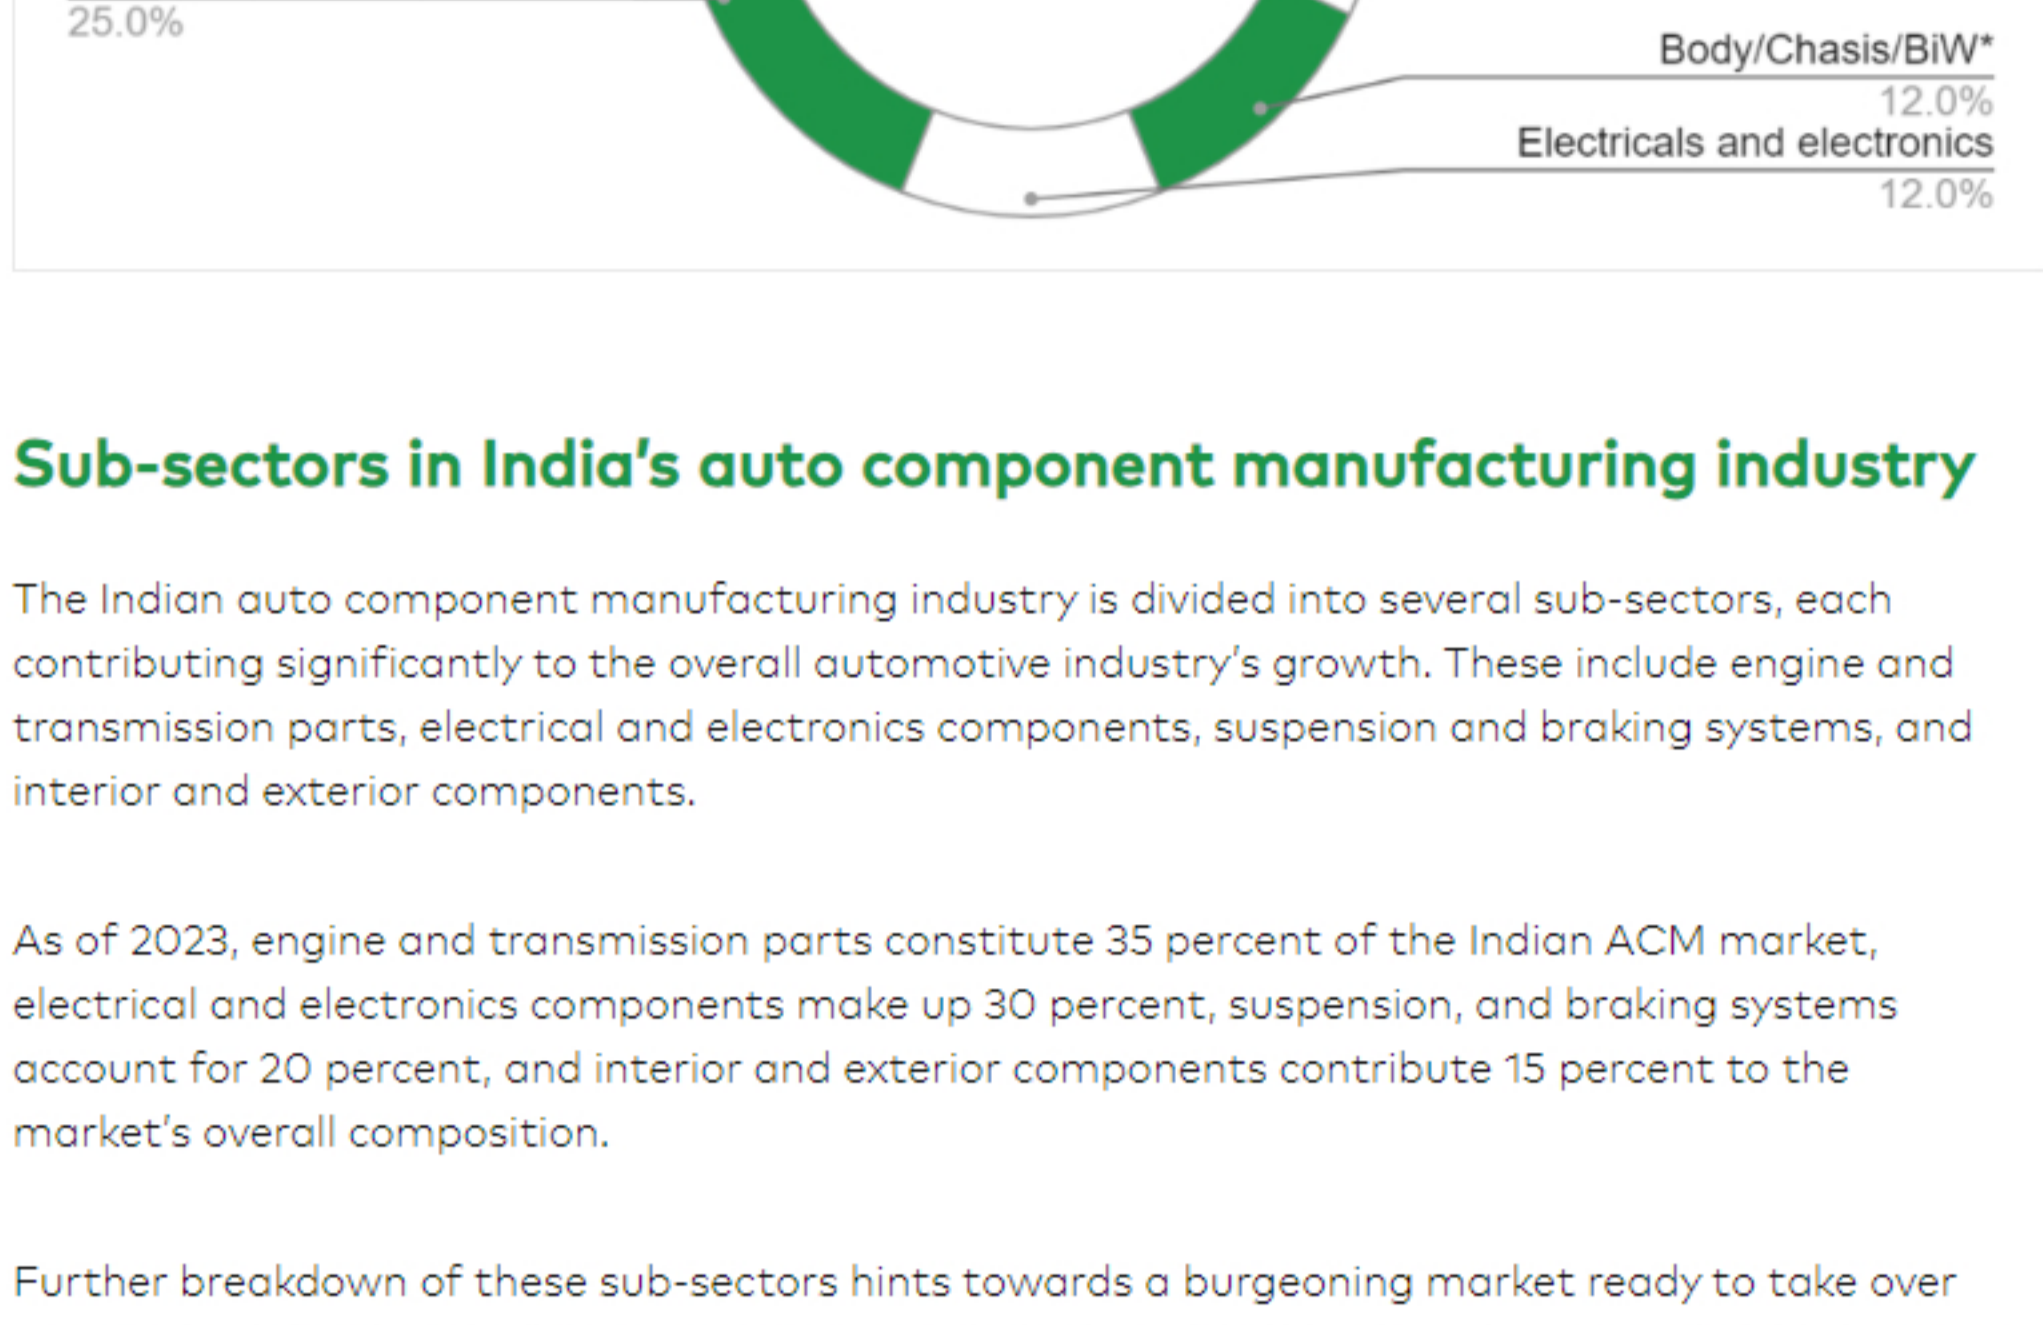 25.0%
Body/Chasis/BiW*
12.0%
Electricals and electronics
12.0%
Sub-sectors in India's auto component manufacturing industry
The Indian auto component manufacturing industry is divided into several sub-sectors, each
contributing significantly to the overall automotive industry's growth. These include engine and
transmission parts, electrical and electronics components, suspension and braking systems, and
interior and exterior components.
As of 2023, engine and transmission parts constitute 35 percent of the Indian ACM market,
electrical and electronics components make up 30 percent, suspension, and braking systems
account for 20 percent, and interior and exterior components contribute 15 percent to the
market's overall composition.
Further breakdown of these sub-sectors hints towards a burgeoning market ready to take over